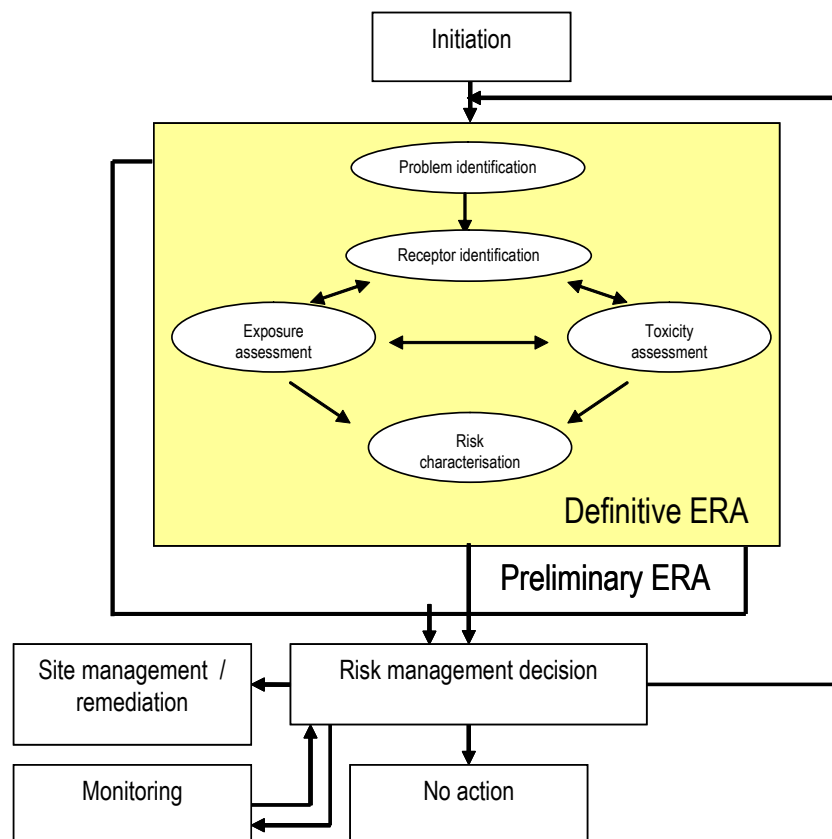 Initiation
Problem identification
Receptor identification
Exposure
assessment
Toxicity
assessment
Risk
characterisation
Definitive ERA
Preliminary ERA
Site management /
remediation
Risk management decision
Monitoring
No action